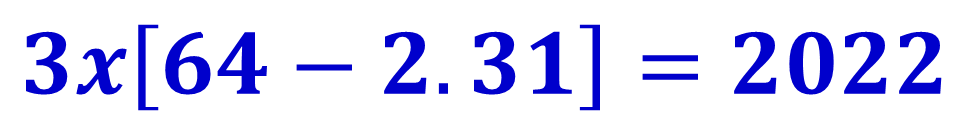 3x[64 − 2.31] = 2022